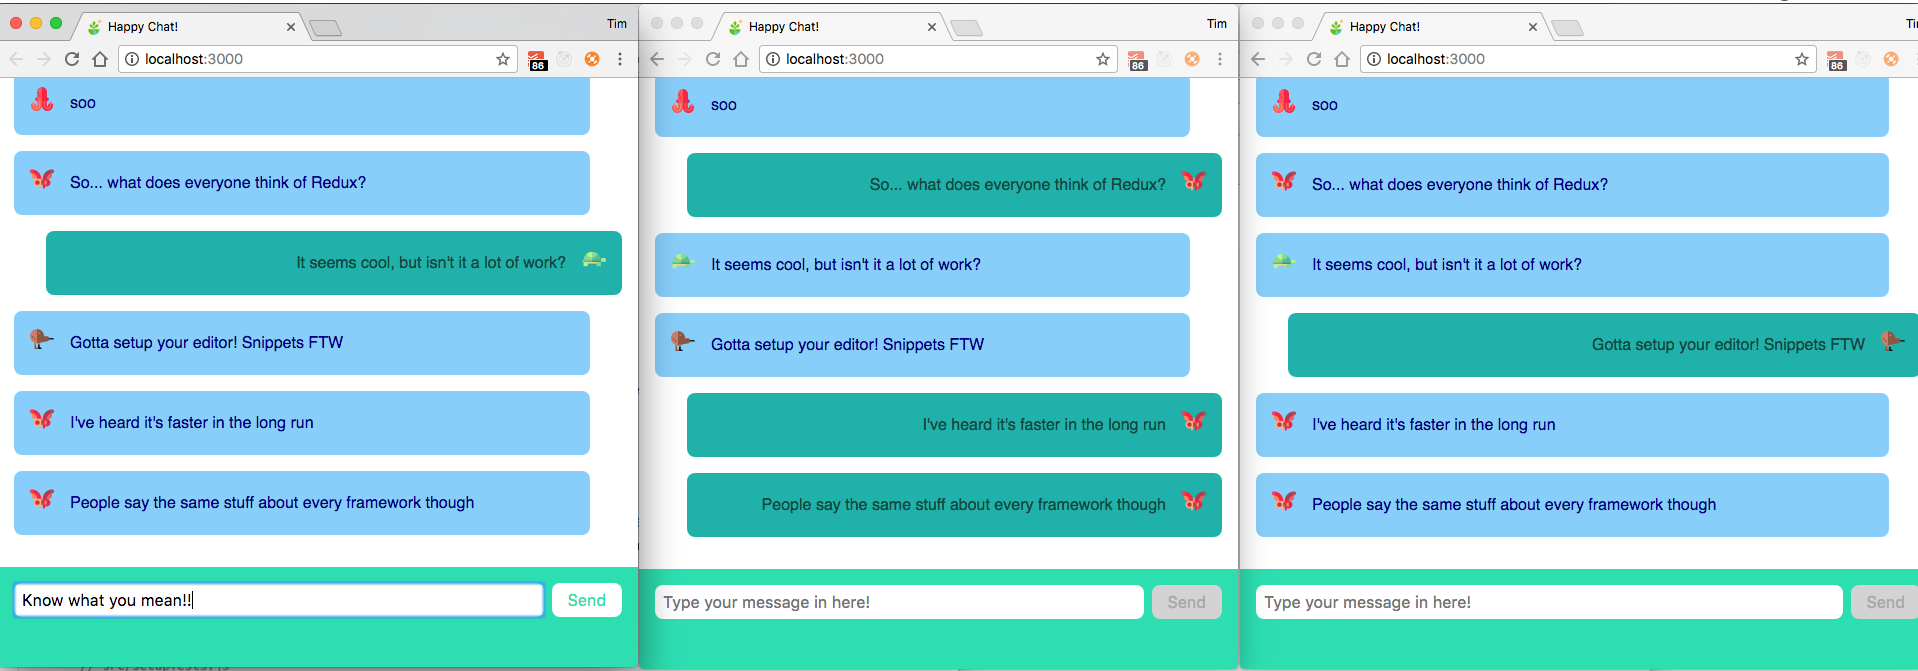 Happy Chat!
Tim
localhost:3000
86
soo
So... what does everyone think of Redux?
It seems cool, but isn't it a lot of work?
Gotta setup your editor! Snippets FTW
I've heard it's faster in the long run
People say the same stuff about every framework though
Know what you mean!!
Send
Happy Chat!
Tim
localhost:3000
86
soo
So... what does everyone think of Redux?
It seems cool, but isn't it a lot of work?
Gotta setup your editor! Snippets FTW
I've heard it's faster in the long run
People say the same stuff about every framework though
Type your message in here!
Send
Happy Chat!
localhost:3000
86
soo
So... what does everyone think of Redux?
It seems cool, but isn't it a lot of work?
Gotta setup your editor! Snippets FTW
I've heard it's faster in the long run
People say the same stuff about every framework though
Type your message in here!
Send